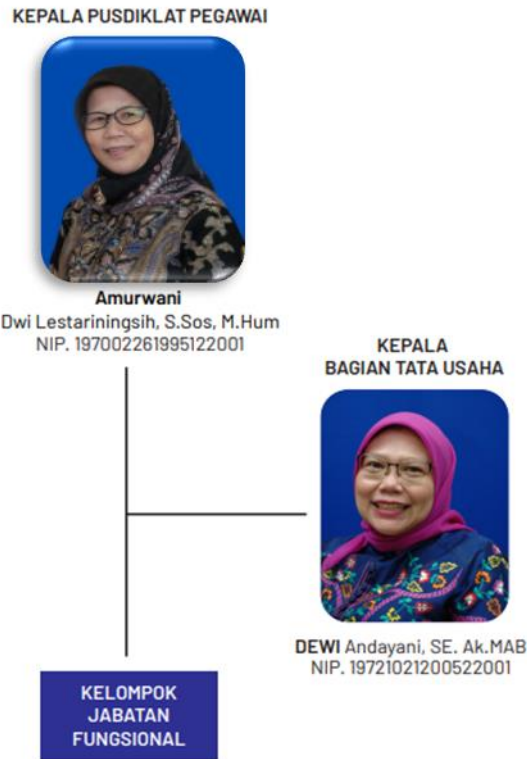 KEPALA PUSDIKLAT PEGAWAI
Amurwani
Dwi Lestariningsih, S.Sos, M.Hum
NIP. 197002261995122001
KEPALA
BAGIAN TATA USAHA
DEWI Andayani, SE. Ak.MAB
NIP. 19721021200522001
KELOMPOK
JABATAN
FUNGSIONAL